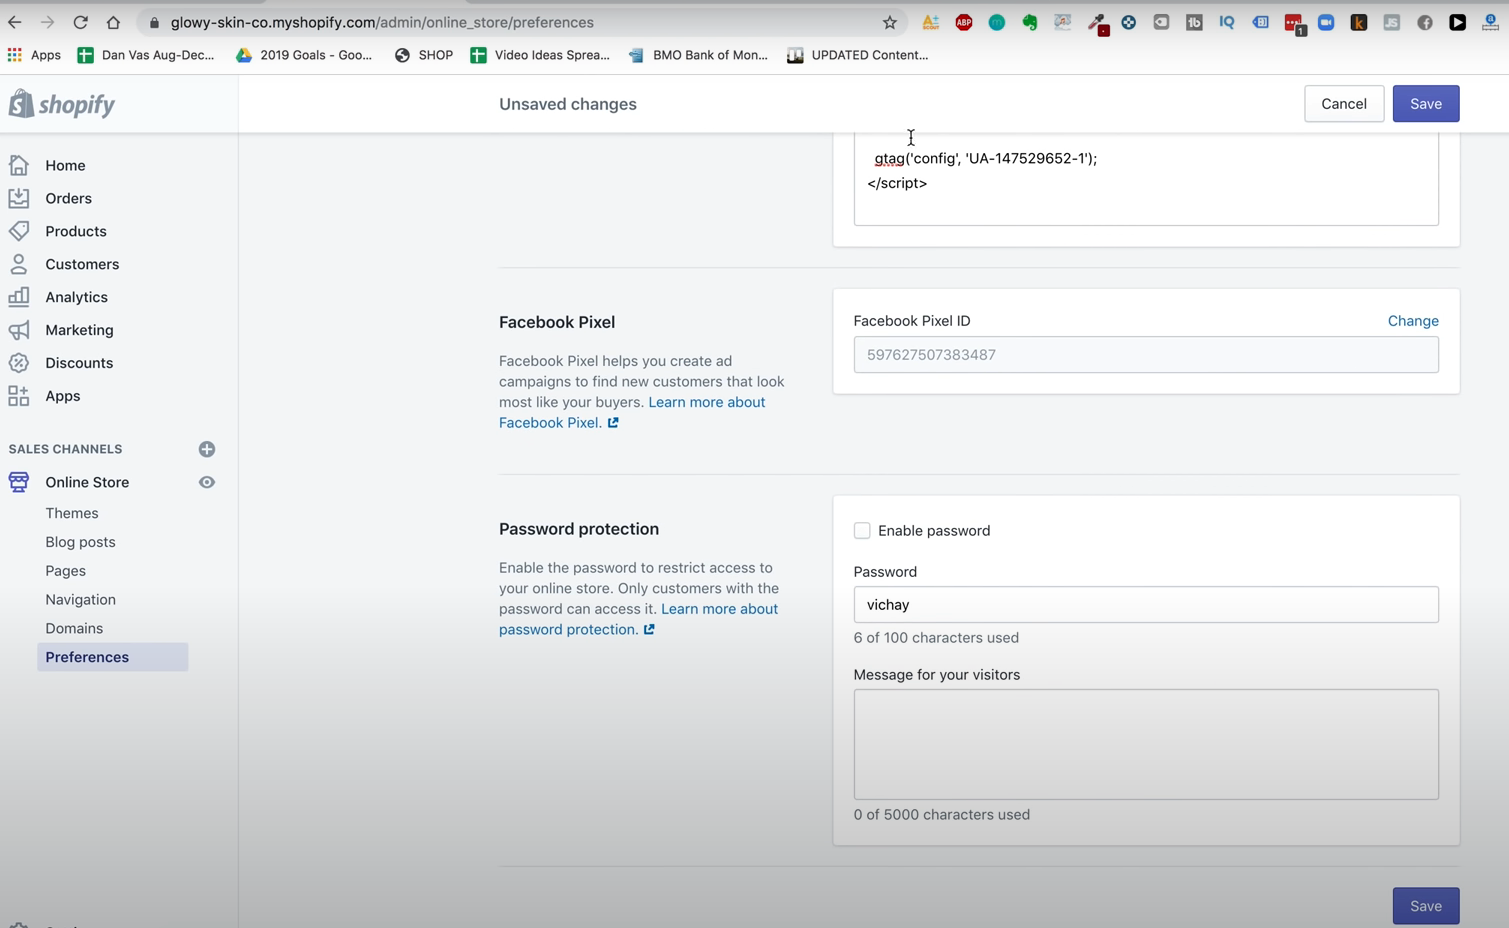 glowy-skin-co.myshopify.com/admin/online_store/preferences
Apps
Dan Vas Aug-Dec...
2019 Goals - Goo...
SHOP
Video Ideas Sprea...
BMO Bank of Mon...
UPDATED Content...
shopify
Unsaved changes
Cancel
Save
Home
Orders
Products
Customers
Analytics
Marketing
Discounts
Apps
SALES CHANNELS
Online Store
Themes
Blog posts
Pages
Navigation
Domains
Preferences
gtag('config', 'UA-147529652-1');
</script>
Facebook Pixel
Facebook Pixel helps you create ad
campaigns to find new customers that look
most like your buyers. Learn more about
Facebook Pixel.
Facebook Pixel ID
Change
597627507383487
Password protection
Enable the password to restrict access to
your online store. Only customers with the
password can access it. Learn more about
password protection.
Enable password
Password
vichay
6 of 100 characters used
Message for your visitors
0 of 5000 characters used
Save